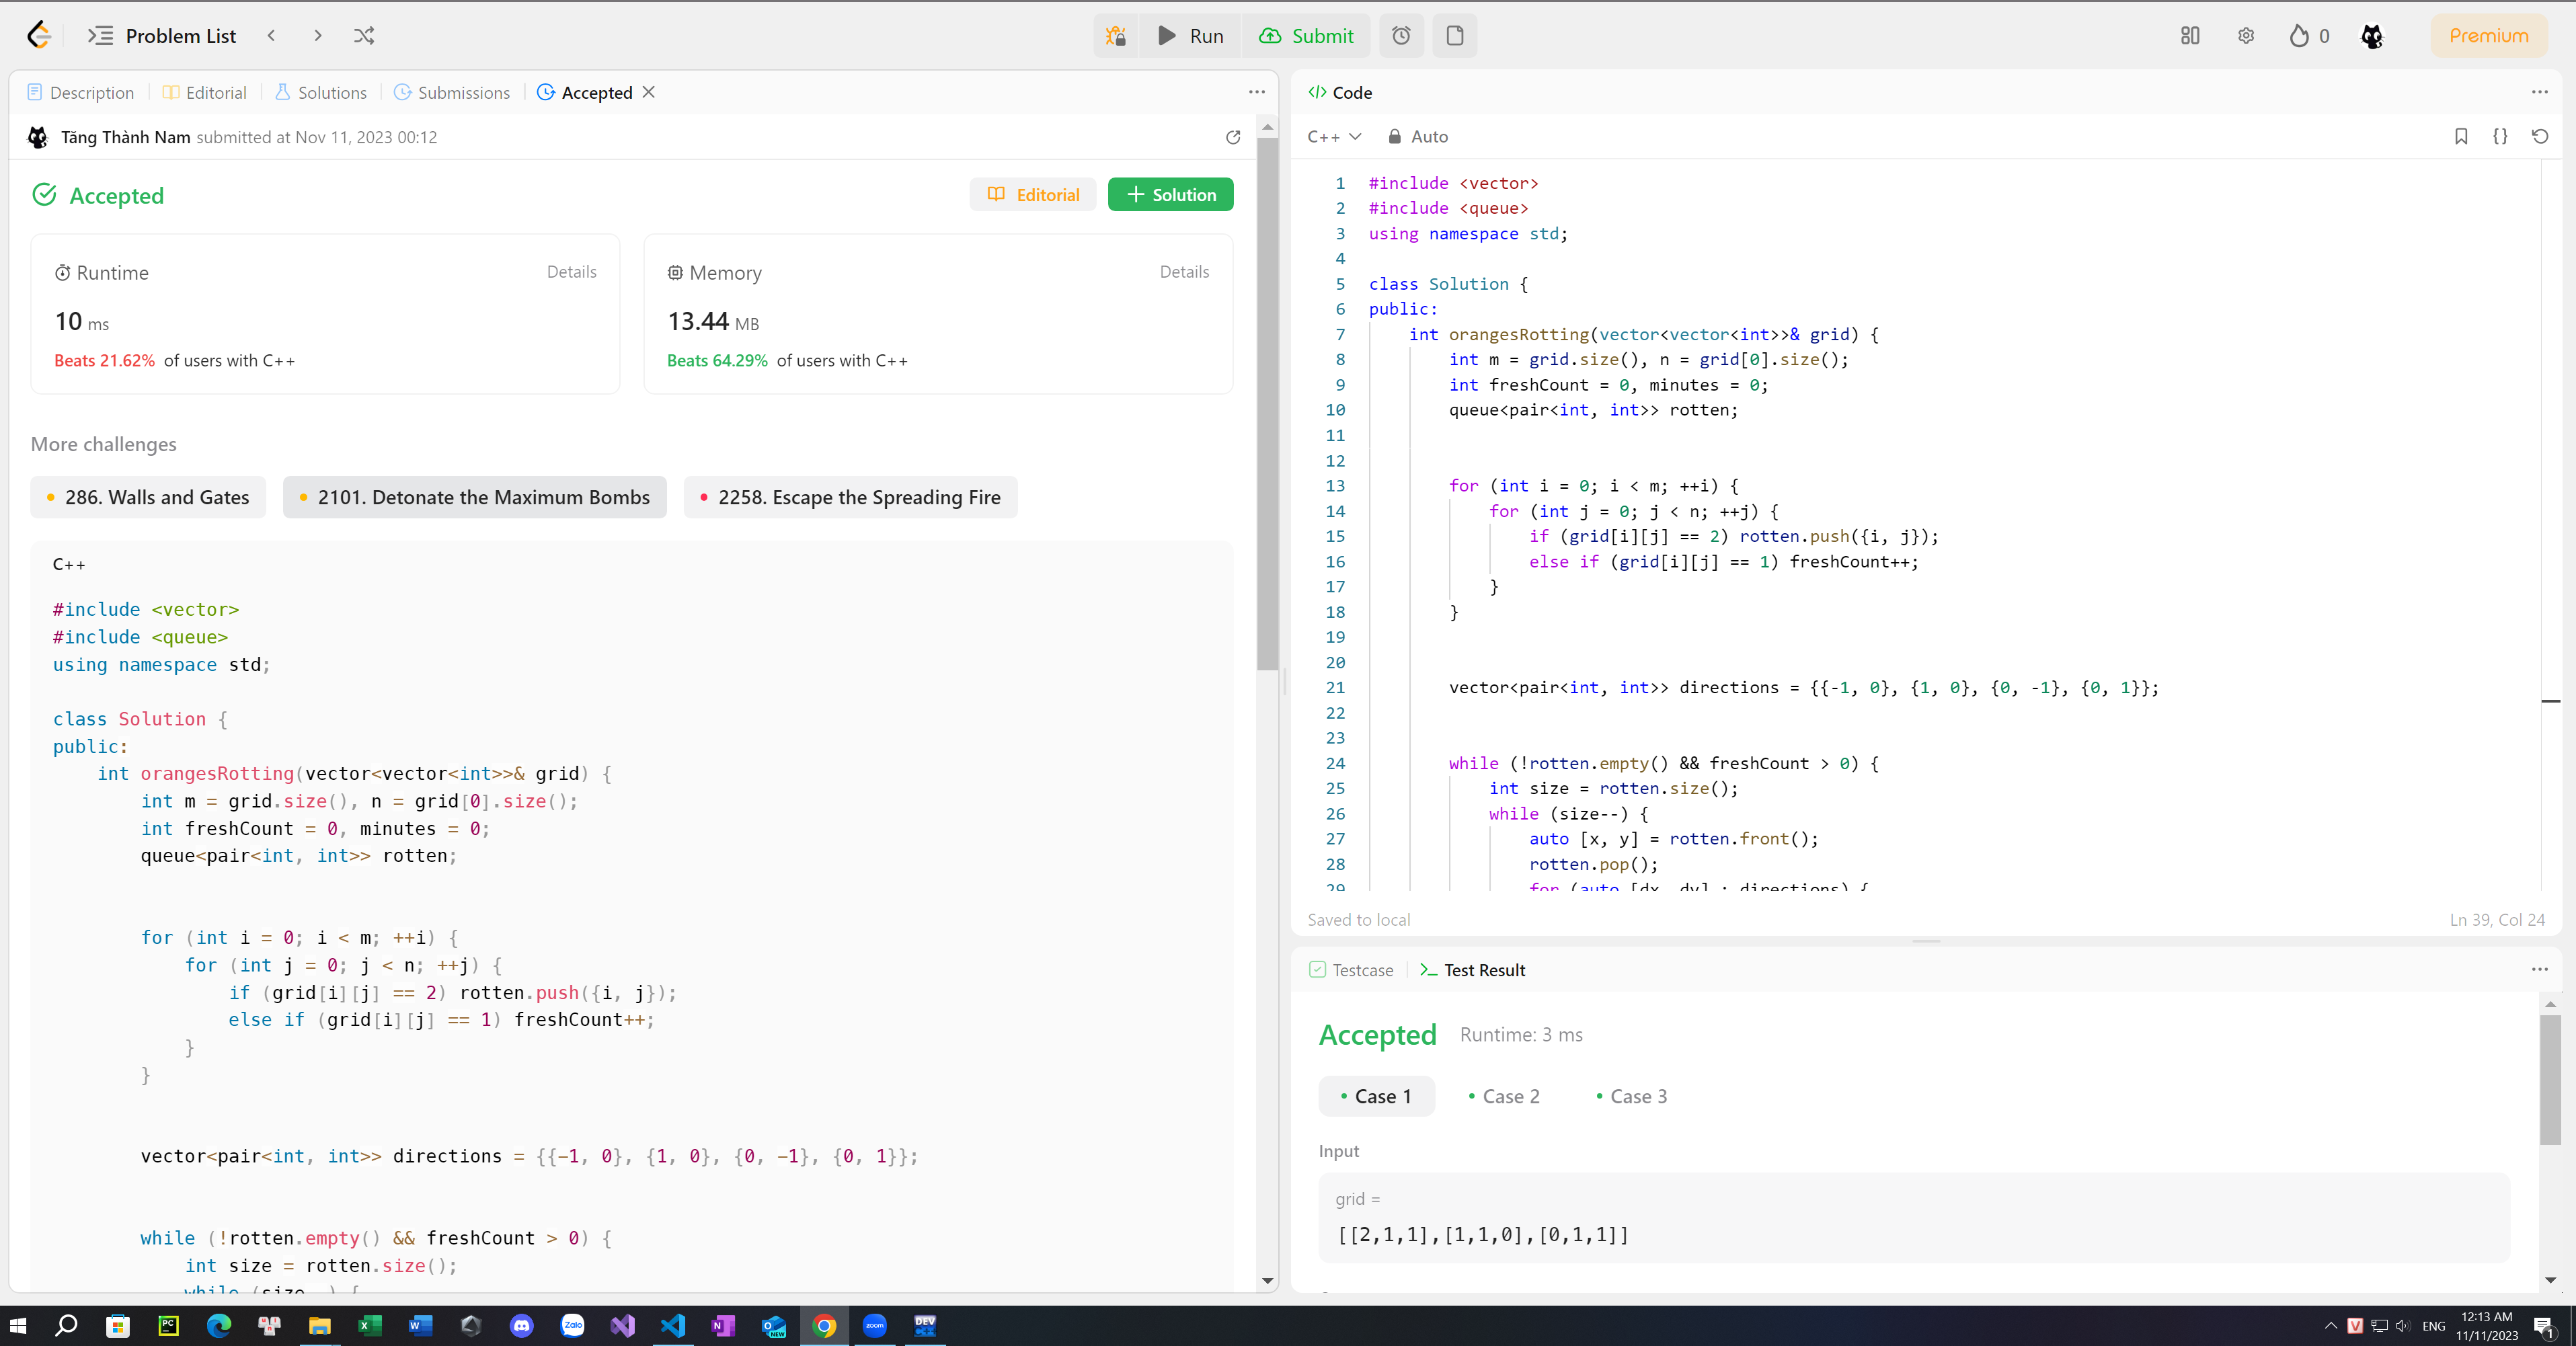 Problem List
Run
Submit
0
Premium
Description
Editorial
Solutions
Submissions
Accepted
Tăng Thành Nam submitted at Nov 11, 2023 00:12
Accepted
Editorial
Solution
Runtime
Details
10 ms
Beats 21.62% of users with C++
Memory
Details
13.44 MB
Beats 64.29% of users with C++
More challenges
286. Walls and Gates
2101. Detonate the Maximum Bombs
2258. Escape the Spreading Fire
C++
#include <vector>
#include <queue>
using namespace std;
class Solution {
public:
int orangesRotting(vector<vector<int>>& grid) {
int m = grid.size(), n = grid[0].size();
int freshCount = 0, minutes = 0;
queue<pair<int, int>> rotten;
for (int i = 0; i < m; ++i) {
for (int j = 0; j < n; ++j) {
if (grid[i][j] == 2) rotten.push({i, j});
else if (grid[i][j] == 1) freshCount++;
}
}
vector<pair<int, int>> directions = {{-1, 0}, {1, 0}, {0, -1}, {0, 1}};
while (!rotten.empty() && freshCount > 0) {
int size = rotten.size();
while (size--) {
</> Code
C++
Auto
{}
1 #include <vector>
2 #include <queue>
3 using namespace std;
4
5 class Solution {
6 public:
7 int orangesRotting(vector<vector<int>>& grid) {
8 int m = grid.size(), n = grid[0].size();
9 int freshCount = 0, minutes = 0;
10 queue<pair<int, int>> rotten;
11
12
13 for (int i = 0; i < m; ++i) {
14 for (int j = 0; j < n; ++j) {
15 if (grid[i][j] == 2) rotten.push({i, j});
16 else if (grid[i][j] == 1) freshCount++;
17 }
18 }
19
20
21 vector<pair<int, int>> directions = {{-1, 0}, {1, 0}, {0, -1}, {0, 1}};
22
23
24 while (!rotten.empty() && freshCount > 0) {
25 int size = rotten.size();
26 while (size--) {
27 auto [x, y] = rotten.front();
28 rotten.pop();
29 for (auto [dx, dy] : directions) {
Saved to local
Ln 39, Col 24
Testcase
Test Result
Accepted
Runtime: 3 ms
Case 1
Case 2
Case 3
Input
grid =
[[2,1,1],[1,1,0],[0,1,1]]
PC
Zalo
NEW
zoom
DEV
C++
V
ENG
12:13 AM
11/11/2023
1